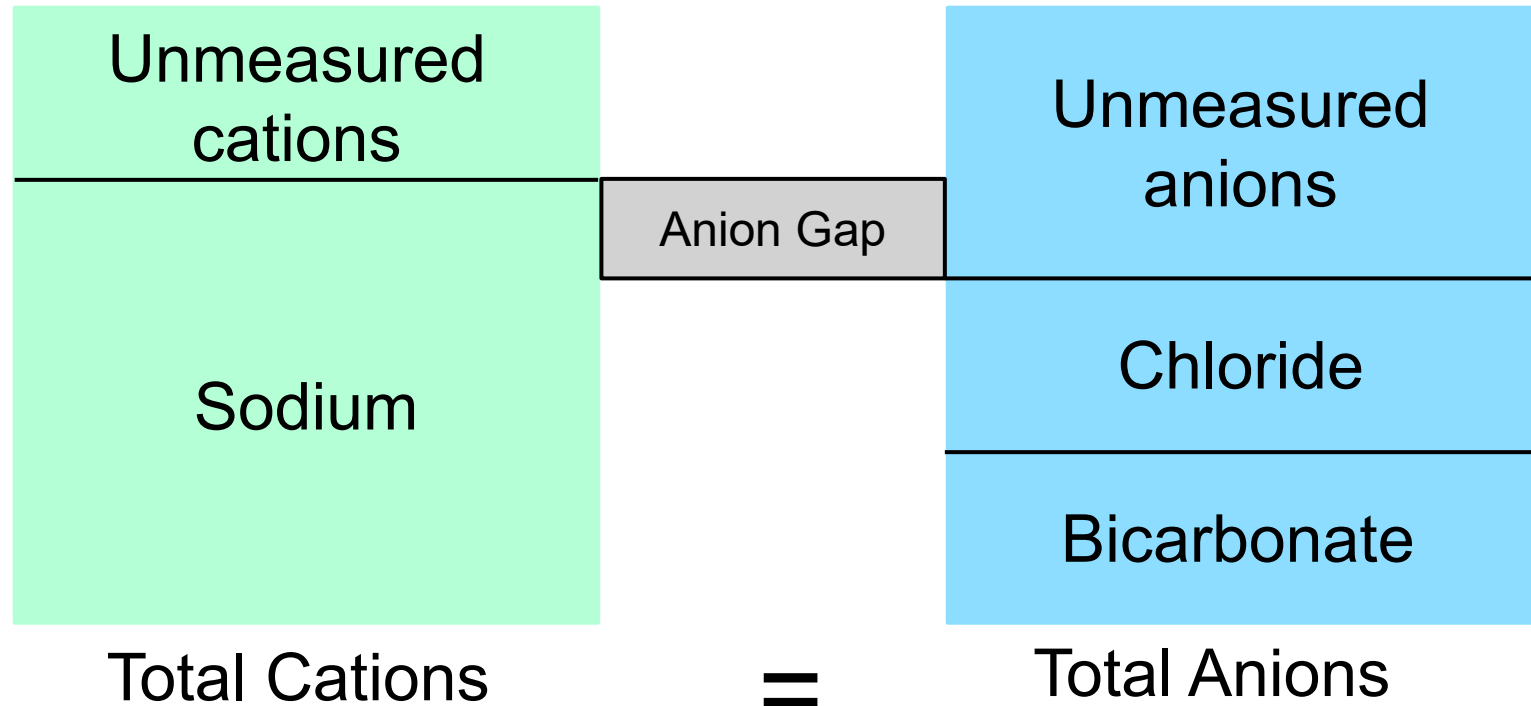 Unmeasured
cations
Sodium
Anion Gap
Unmeasured
anions
Chloride
Bicarbonate
Total Cations = Total Anions